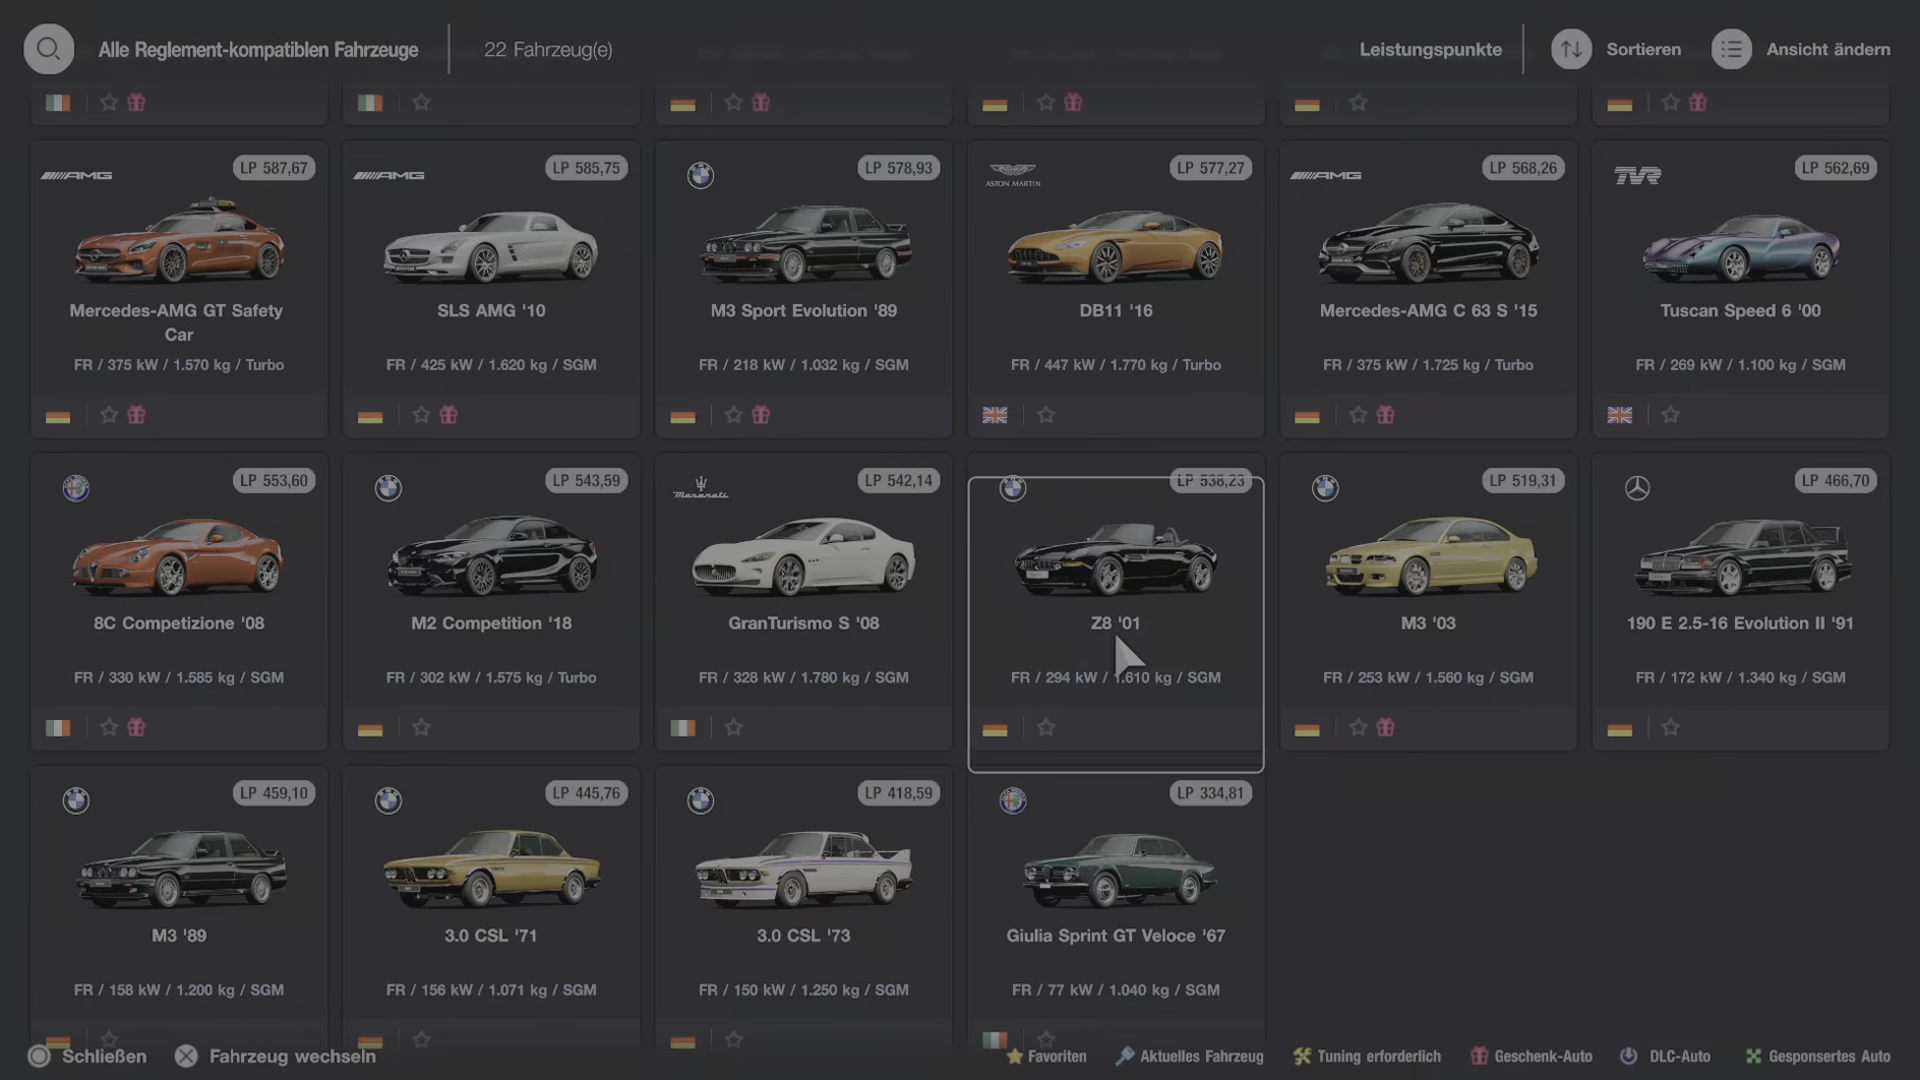 Alle Reglement-kompatiblen Fahrzeuge
22 Fahrzeug(e)
Leistungspunkte
Sortieren
Ansicht ändern
AMG
LP 587,67
Mercedes-AMG GT Safety
Car
FR / 375 kW / 1.570 kg / Turbo
AMG
LP 585,75
SLS AMG '10
FR / 425 kW / 1.620 kg / SGM
LP 578,93
M3 Sport Evolution '89
FR / 218 kW / 1.032 kg / SGM
ASTON MARTIN
LP 577,27
DB11 '16
FR / 447 kW / 1.770 kg / Turbo
AMG
LP 568,26
Mercedes-AMG C 63 S '15
FR / 375 kW / 1.725 kg / Turbo
TVR
LP 562,69
Tuscan Speed 6 '00
FR / 269 kW / 1.100 kg / SGM
LP 553,60
8C Competizione '08
FR / 330 kW / 1.585 kg / SGM
LP 543,59
M2 Competition '18
FR / 302 kW / 1.575 kg / Turbo
Maserati
LP 542,14
GranTurismo S '08
FR / 328 kW / 1.780 kg / SGM
LP 538,23
Z8 '01
FR / 294 kW / 1.610 kg / SGM
LP 519,31
M3 '03
FR / 253 kW / 1.560 kg / SGM
LP 466,70
190 E 2.5-16 Evolution II '91
FR / 172 kW / 1.340 kg / SGM
LP 459,10
M3 '89
FR / 158 kW / 1.200 kg / SGM
LP 445,76
3.0 CSL '71
FR / 156 kW / 1.071 kg / SGM
LP 418,59
3.0 CSL '73
FR / 150 kW / 1.250 kg / SGM
LP 334,81
Giulia Sprint GT Veloce '67
FR / 77 kW / 1.040 kg / SGM
Schließen
Fahrzeug wechseln
Favoriten
Aktuelles Fahrzeug
Tuning erforderlich
Geschenk-Auto
DLC-Auto
Gesponsertes Auto